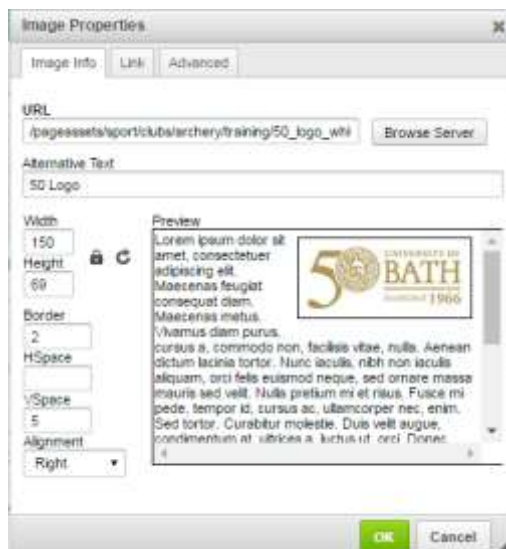 Image Properties
Image Info Link Advanced
URL
/pageassets/sport/clubs/archery/training/50_logo_whi
Browse Server
Alternative Text
50 Logo
Width
150
Height
69
Border
2
HSpace
VSpace
5
Alignment
Right
Preview
Lorem ipsum dolor sit
amet, consectetuer
adipiscing elit.
Maecenas feugiat
consequat diam.
Maecenas metus.
Vivamus diam purus,
cursus a, commodo non, facilisis vitae, nulla. Aenean
dictum lacinia tortor. Nunc iaculis, nibh non iaculis
aliquam, orci felis euismod neque, sed ornare massa
mauris sed velit. Nulla pretium mi et risus. Fusce mi
pede, tempor id, cursus ac, ullamcorper nec, enim.
Sed tortor. Curabitur molestie. Duis velit augue,
condimentum at, ultrices a, luctus ut, orci. Donec
50
UNIVERSITY OF
BATH
1966
OK Cancel